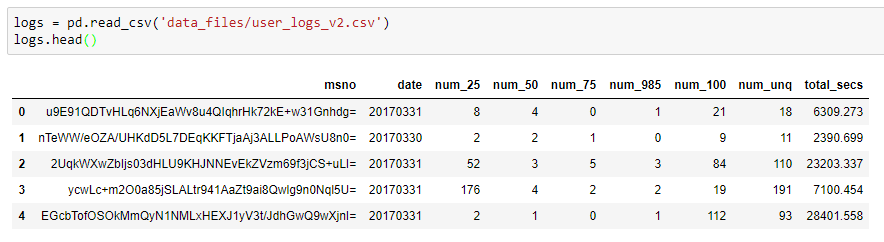 logs = pd.read_csv('data_files/user_logs_v2.csv')
logs.head()
msno date num_25 num_50 num_75 num_985 num_100 num_unq total_secs
0 u9E91QDTvHLq6NXjEaWv8u4QIqhrHk72kE+w31Gnhdg= 20170331 8 4 0 1 21 18 6309.273
1 nTeWW/eOZA/UHKdD5L7DEqKKFTjaAj3ALLPoAWsU8n0= 20170330 2 2 1 0 9 11 2390.699
2 2UqkWXwZbIjs03dHLU9KHJNNEvEkZVzm69f3jCS+uLI= 20170331 52 3 5 3 84 110 23203.337
3 ycwLc+m2O0a85jSLALtr941AaZt9ai8Qwlg9n0Nql5U= 20170331 176 4 2 2 19 191 7100.454
4 EGcbTofOSOkMmQyN1NMLxHEXJ1yV3t/JdhGwQ9wXjnI= 20170331 2 1 0 1 112 93 28401.558